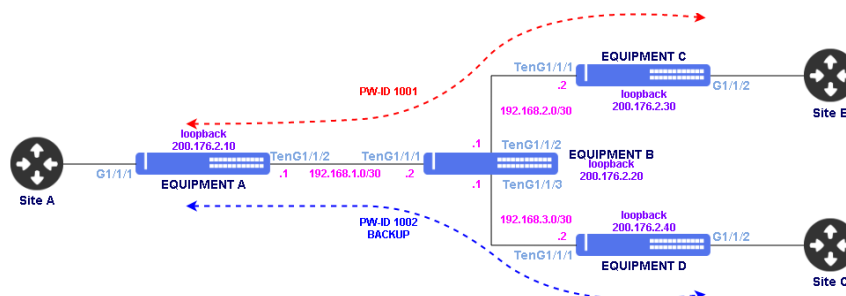 EQUIPMENT C
TenG1/1/1
.2
loopback
200.176.2.30
G1/1/2
PW-ID 1001
192.168.2.0/30
loopback
200.176.2.10
.1
TenG1/1/2
EQUIPMENT B
loopback
200.176.2.20
TenG1/1/2
TenG1/1/1
G1/1/1
.1
192.168.1.0/30
.2
.1
TenG1/1/3
EQUIPMENT A
Site A
PW-ID 1002
BACKUP
192.168.3.0/30
.2
loopback
200.176.2.40
G1/1/2
TenG1/1/1
EQUIPMENT D
Site
Site